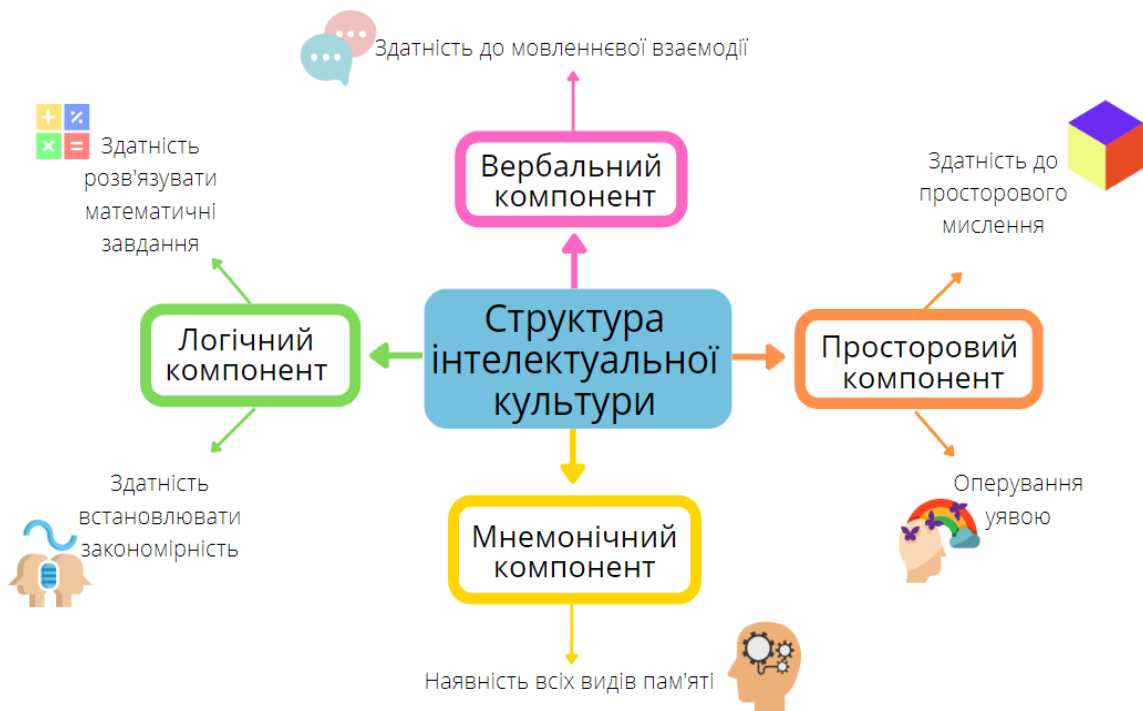 Здатність до мовленнєвої взаємодії
Вербальний
компонент
Здатність
розв'язувати
математичні
завдання
Здатність до
просторового
мислення
Структура
інтелектуальної
культури
Логічний
компонент
Просторовий
компонент
Здатність
встановлювати
закономірність
Оперування
уявою
Мнемонічний
компонент
Наявність всіх видів пам'яті